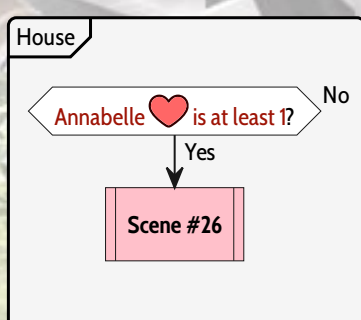 House
Annabelle ❤ is at least 1?
No
Yes
Scene #26